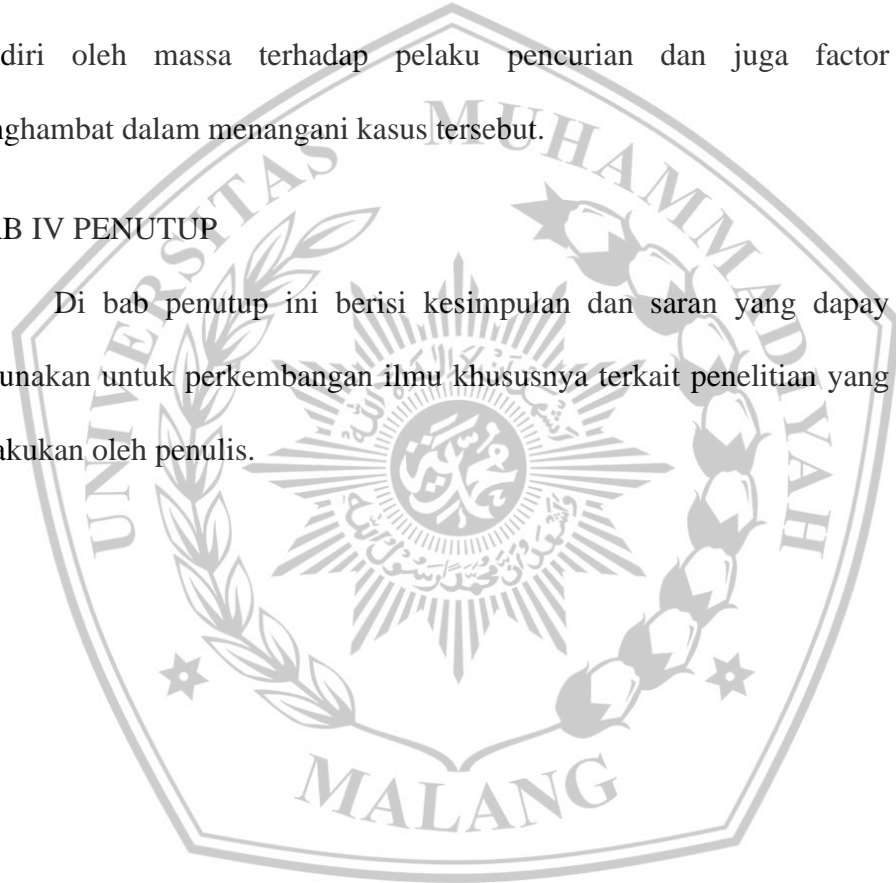 diri oleh massa terhadap pelaku pencurian dan juga factor
nghambat dalam menangani kasus tersebut.
B IV PENUTUP
Di bab penutup ini berisi kesimpulan dan saran yang dapay
unakan untuk perkembangan ilmu khususnya terkait penelitian yang
akukan oleh penulis.
UNIVERSITAS MUHAMMADIYAH
MALANG